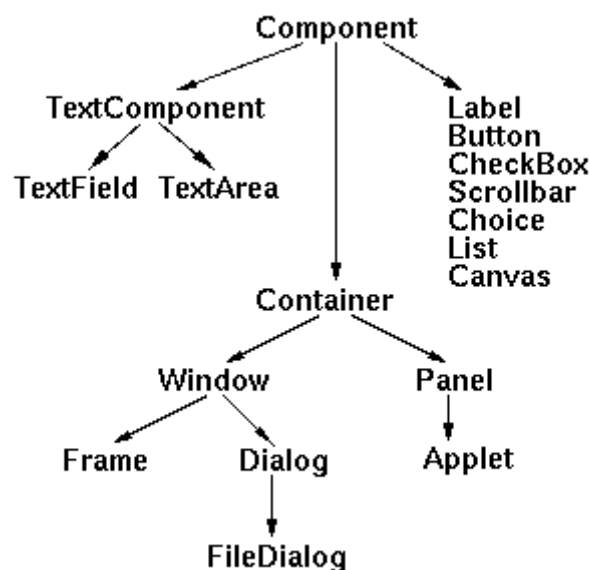 Component
TextComponent
Label
Button
CheckBox
Scrollbar
Choice
List
Canvas
TextField TextArea
Container
Window Panel
Frame Dialog Applet
FileDialog